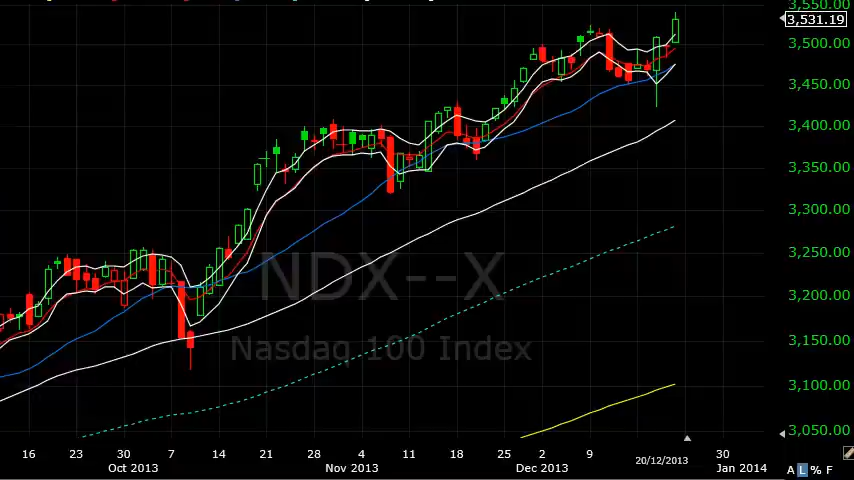 3,550.00
3,531.19
3,500.00
3,450.00
3,400.00
3,350.00
3,300.00
3,250.00
3,200.00
3,150.00
3,100.00
3,050.00
NDX--X
Nasdaq 100 Index
16 23 30 7 14 21 28 4 11 18 25 2 9 20/12/2013 30
Oct 2013 Nov 2013 Dec 2013 Jan 2014
A L % F